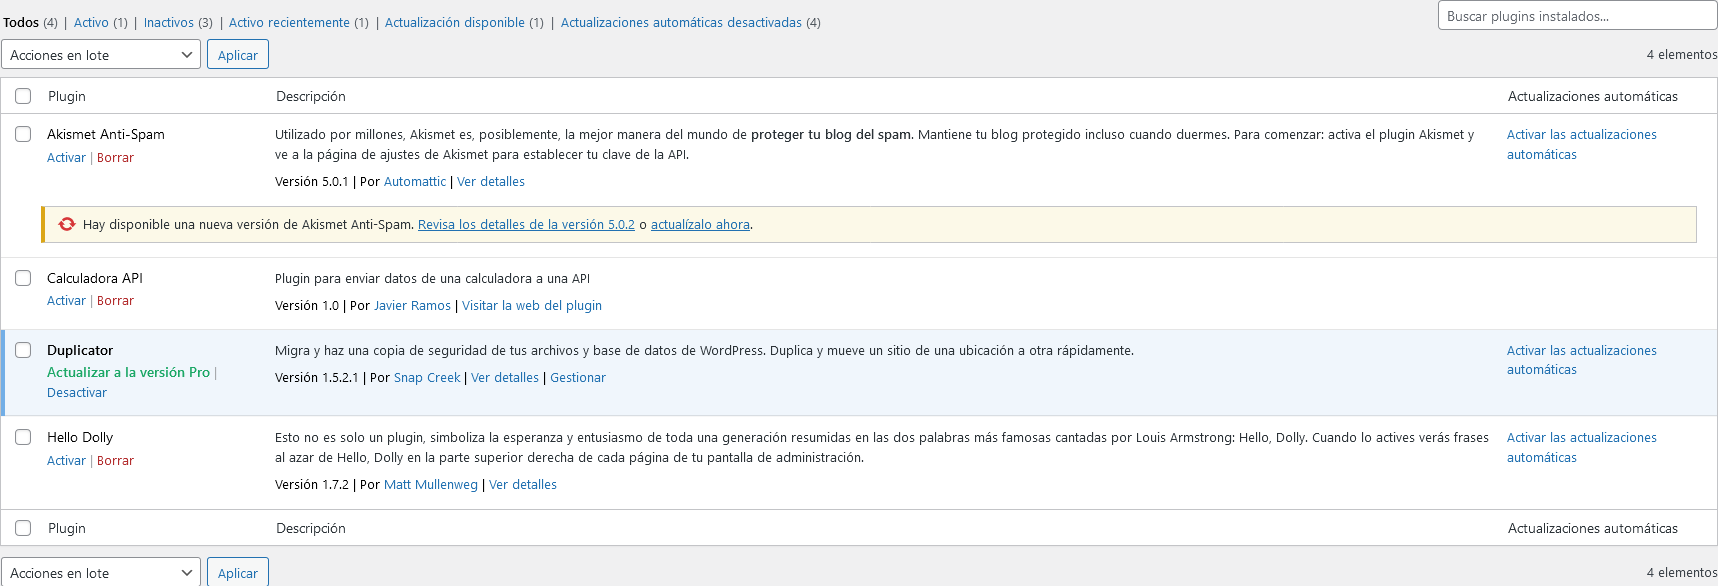 Todos (4) | Activo (1) | Inactivos (3) | Activo recientemente (1) | Actualización disponible (1) | Actualizaciones automáticas desactivadas (4)
Buscar plugins instalados...
Acciones en lote Aplicar
4 elementos
Plugin Descripción Actualizaciones automáticas
Akismet Anti-Spam
Activar | Borrar
Utilizado por millones, Akismet es, posiblemente, la mejor manera del mundo de proteger tu blog del spam. Mantiene tu blog protegido incluso cuando duermes. Para comenzar: activa el plugin Akismet y
ve a la página de ajustes de Akismet para establecer tu clave de la API.
Versión 5.0.1 | Por Automattic | Ver detalles
Activar las actualizaciones
automáticas
Hay disponible una nueva versión de Akismet Anti-Spam. Revisa los detalles de la versión 5.0.2 o actualízalo ahora.
Calculadora API
Activar | Borrar
Plugin para enviar datos de una calculadora a una API
Versión 1.0 | Por Javier Ramos | Visitar la web del plugin
Duplicator
Actualizar a la versión Pro |
Desactivar
Migra y haz una copia de seguridad de tus archivos y base de datos de WordPress. Duplica y mueve un sitio de una ubicación a otra rápidamente.
Versión 1.5.2.1 | Por Snap Creek | Ver detalles | Gestionar
Activar las actualizaciones
automáticas
Hello Dolly
Activar | Borrar
Esto no es solo un plugin, simboliza la esperanza y entusiasmo de toda una generación resumidas en las dos palabras más famosas cantadas por Louis Armstrong: Hello, Dolly. Cuando lo actives verás frases
al azar de Hello, Dolly en la parte superior derecha de cada página de tu pantalla de administración.
Versión 1.7.2 | Por Matt Mullenweg | Ver detalles
Activar las actualizaciones
automáticas
Plugin Descripción Actualizaciones automáticas
Acciones en lote Aplicar
4 elementos